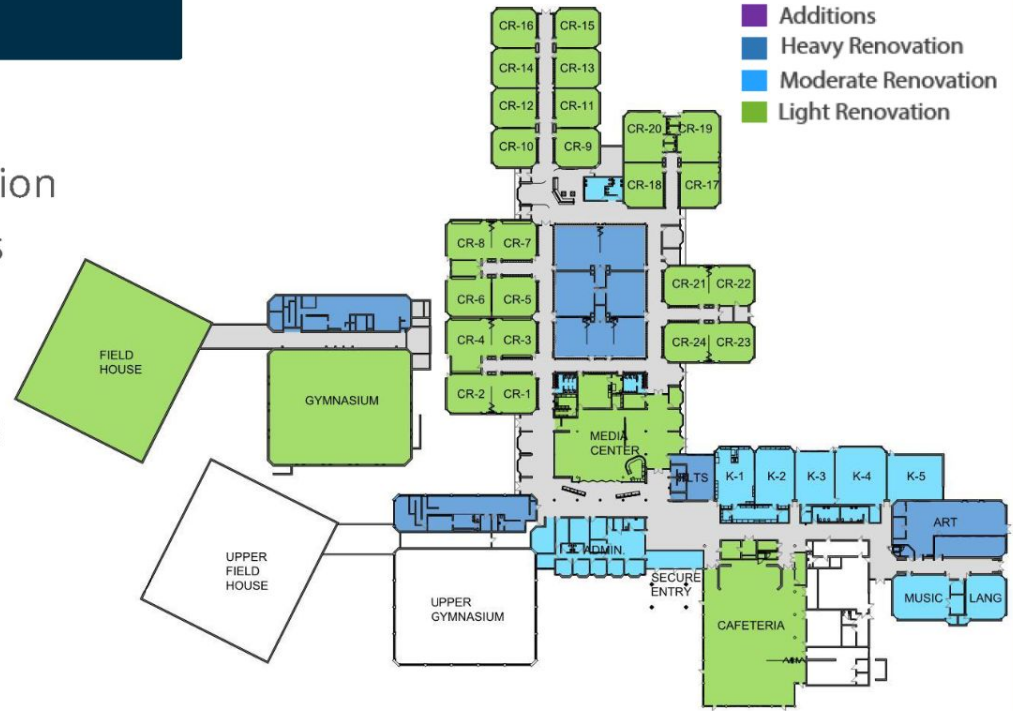 Additions
Heavy Renovation
Moderate Renovation
Light Renovation
CR-16
CR-15
CR-14
CR-13
CR-12
CR-11
CR-10
CR-9
CR-20
CR-19
CR-18
CR-17
CR-8
CR-7
CR-6
CR-5
CR-4
CR-3
CR-2
CR-1
CR-21
CR-22
CR-24
CR-23
FIELD
HOUSE
GYMNASIUM
MEDIA
CENTER
K-1
K-2
K-3
K-4
K-5
ART
MUSIC
LANG
ADMIN.
SECURE
ENTRY
CAFETERIA
UPPER
FIELD
HOUSE
UPPER
GYMNASIUM